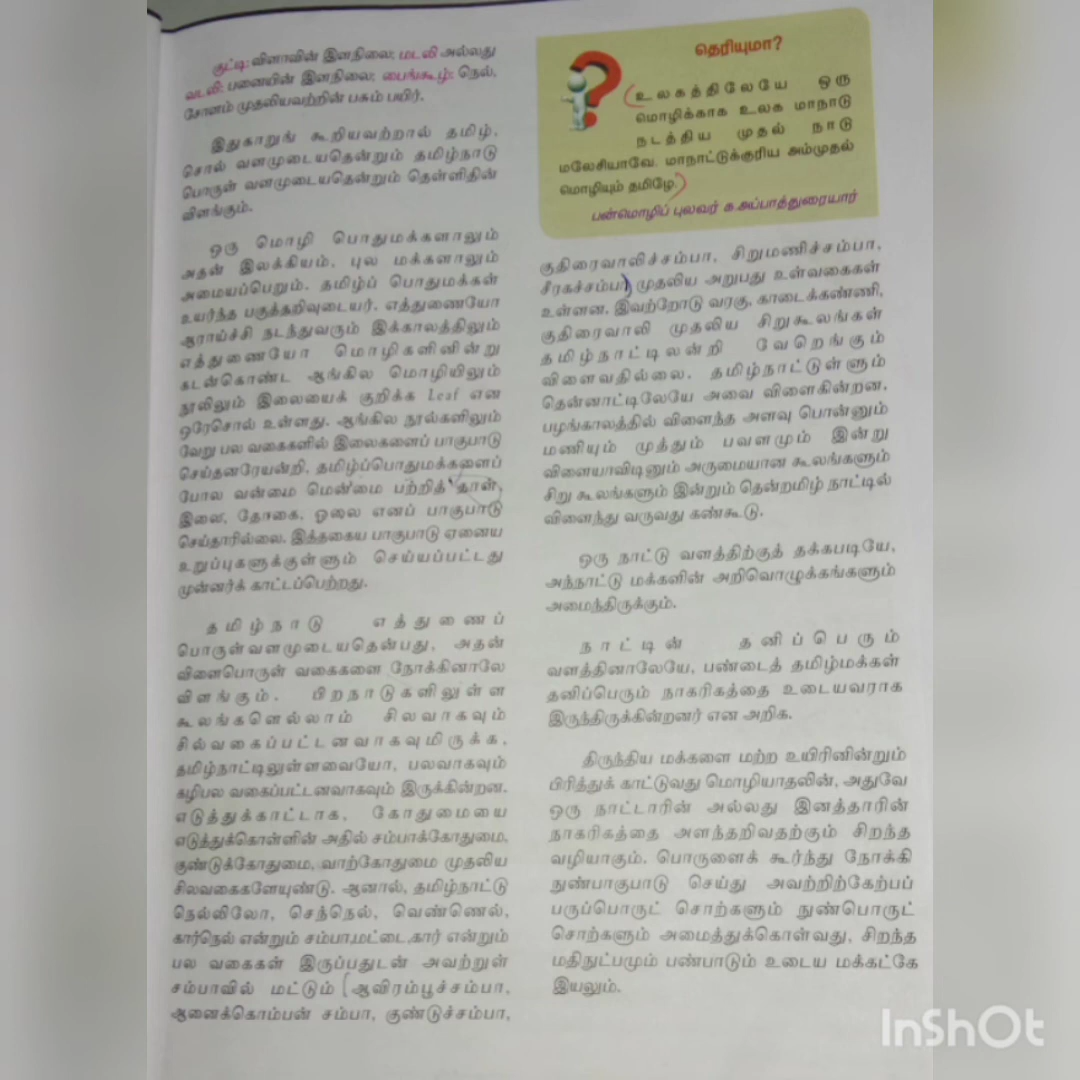 குட்டி: விளாவின் இளநிலை; மடலி அல்லது
வடலி: பனையின் இளநிலை; பைங்கூழ்: நெல்,
சோளம் முதலியவற்றின் பசும் பயிர்.
இதுகாறுங் கூறியவற்றால் தமிழ்,
சொல் வளமுடையதென்றும் தமிழ்நாடு
பொருள் வளமுடையதென்றும் தெள்ளிதின்
விளங்கும்.
ஒரு மொழி பொதுமக்களாலும்
அதன் இலக்கியம், புல மக்களாலும்
அமையப்பெறும். தமிழ்ப் பொதுமக்கள்
உயர்ந்த பகுத்தறிவுடையர். எத்துணையோ
ஆராய்ச்சி நடந்துவரும் இக்காலத்திலும்
எத்துணையோ மொழிகளினின்று
கடன்கொண்ட ஆங்கில மொழியிலும்
நூலிலும் இலையைக் குறிக்க Leaf என
ஒரேசொல் உள்ளது. ஆங்கில நூல்களிலும்
வேறு பல வகைகளில் இலைகளைப் பாகுபாடு
செய்தனரேயன்றி, தமிழ்ப்பொதுமக்களைப்
போல வன்மை மென்மை பற்றித் தாள்,
இலை, தோகை, ஓலை எனப் பாகுபாடு
செய்தாரில்லை. இத்தகைய பாகுபாடு ஏனைய
உறுப்புகளுக்குள்ளும் செய்யப்பட்டது
முன்னர்க் காட்டப்பெற்றது.
தமிழ்நாடு எத்துணைப்
பொருள்வளமுடையதென்பது, அதன்
விளைபொருள் வகைகளை நோக்கினாலே
விளங்கும். பிறநாடுகளிலுள்ள
கூலங்களெல்லாம் சிலவாகவும்
சில்வகைப்பட்டனவாகவுமிருக்க,
தமிழ்நாட்டிலுள்ளவையோ, பலவாகவும்
கழிபல வகைப்பட்டனவாகவும் இருக்கின்றன.
எடுத்துக்காட்டாக, கோதுமையை
எடுத்துக்கொள்ளின் அதில் சம்பாக்கோதுமை,
குண்டுக்கோதுமை, வாற்கோதுமை முதலிய
சிலவகைகளேயுண்டு. ஆனால், தமிழ்நாட்டு
நெல்லிலோ, செந்நெல், வெண்ணெல்,
கார்நெல் என்றும் சம்பா,மட்டை,கார் என்றும்
பல வகைகள் இருப்பதுடன் அவற்றுள்
சம்பாவில் மட்டும் ஆவிரம்பூச்சம்பா,
ஆனைக்கொம்பன் சம்பா, குண்டுச்சம்பா,
தெரியுமா?
உலகத்திலேயே ஒரு
மொழிக்காக உலக மாநாடு
நடத்திய முதல் நாடு
மலேசியாவே. மாநாட்டுக்குரிய அம்முதல்
மொழியும் தமிழே.
பன்மொழிப் புலவர் க.அப்பாத்துரையார்
குதிரைவாலிச்சம்பா, சிறுமணிச்சம்பா,
சீரகச்சம்பா முதலிய அறுபது உள்வகைகள்
உள்ளன. இவற்றோடு வரகு, காடைக்கண்ணி,
குதிரைவாலி முதலிய சிறுகூலங்கள்
தமிழ்நாட்டிலன்றி வேறெங்கும்
விளைவதில்லை. தமிழ்நாட்டுள்ளும்
தென்னாட்டிலேயே அவை விளைகின்றன.
பழங்காலத்தில் விளைந்த அளவு பொன்னும்
மணியும் முத்தும் பவளமும் இன்று
விளையாவிடினும் அருமையான கூலங்களும்
சிறு கூலங்களும் இன்றும் தென்றமிழ் நாட்டில்
விளைந்து வருவது கண்கூடு.
ஒரு நாட்டு வளத்திற்குத் தக்கபடியே,
அந்நாட்டு மக்களின் அறிவொழுக்கங்களும்
அமைந்திருக்கும்.
நாட்டின் தனிப்பெரும்
வளத்தினாலேயே, பண்டைத் தமிழ்மக்கள்
தனிப்பெரும் நாகரிகத்தை உடையவராக
இருந்திருக்கின்றனர் என அறிக.
திருந்திய மக்களை மற்ற உயிரினின்றும்
பிரித்துக் காட்டுவது மொழியாதலின், அதுவே
ஒரு நாட்டாரின் அல்லது இனத்தாரின்
நாகரிகத்தை அளந்தறிவதற்கும் சிறந்த
வழியாகும். பொருளைக் கூர்ந்து நோக்கி
நுண்பாகுபாடு செய்து அவற்றிற்கேற்பப்
பருப்பொருட் சொற்களும் நுண்பொருட்
சொற்களும் அமைத்துக்கொள்வது, சிறந்த
மதிநுட்பமும் பண்பாடும் உடைய மக்கட்கே
இயலும்.
InShOt